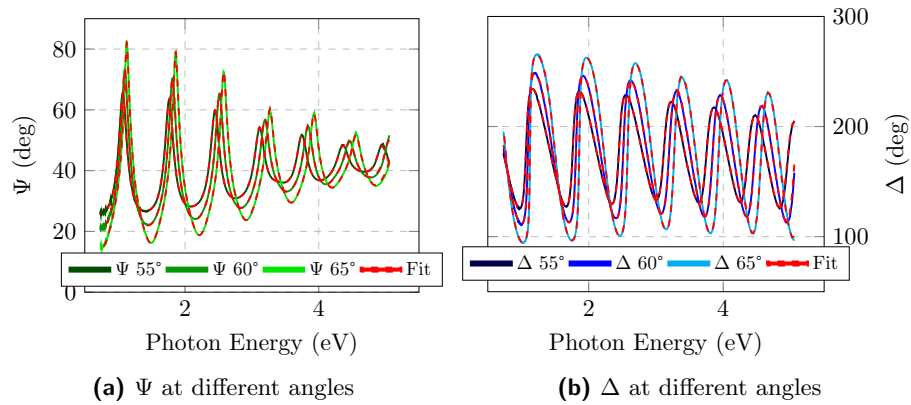 80
60
40
20
0
Ψ (deg)
2
4
Photon Energy (eV)
Ψ 55°
Ψ 60°
Ψ 65°
Fit
(a) Ψ at different angles
300
200
100
Δ (deg)
2
4
Photon Energy (eV)
Δ 55°
Δ 60°
Δ 65°
Fit
(b) Δ at different angles